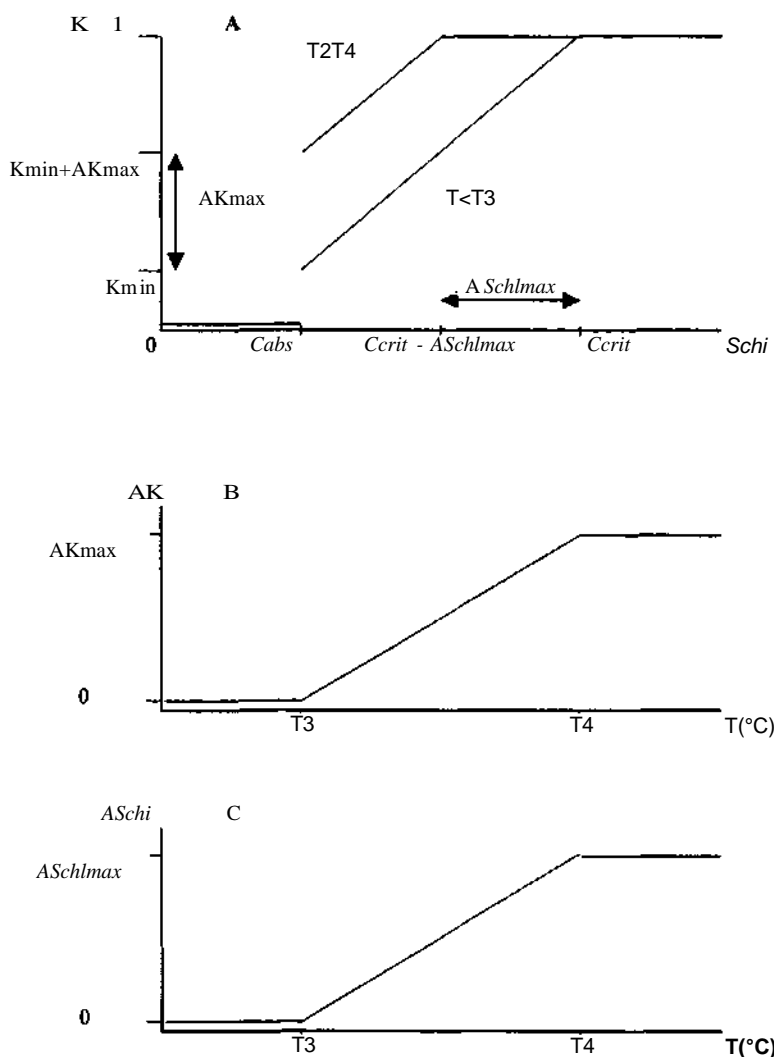 K 1 A
T2T4
Kmin+AKmax
AKmax
T<T3
Kmin
A Schlmax
0 Cabs Ccrit - ASchlmax Ccrit Schi
AK B
AKmax
0
T3 T4 T(°C)
ASchi C
ASchlmax
0
T3 T4 T(°C)